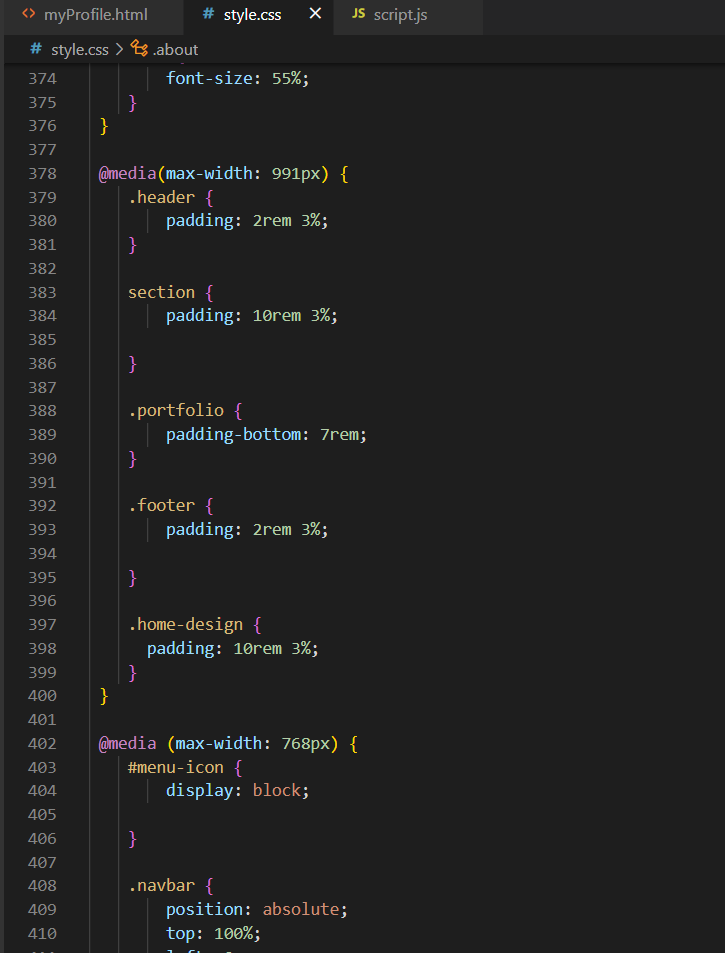 <> myProfile.html # style.css × JS script.js
# style.css > .about
374 font-size: 55%;
375 }
376 }
377
378 @media(max-width: 991px) {
379 .header {
380 padding: 2rem 3%;
381 }
382
383 section {
384 padding: 10rem 3%;
385
386 }
387
388 .portfolio {
389 padding-bottom: 7rem;
390 }
391
392 .footer {
393 padding: 2rem 3%;
394
395 }
396
397 .home-design {
398 padding: 10rem 3%;
399 }
400 }
401
402 @media (max-width: 768px) {
403 #menu-icon {
404 display: block;
405
406 }
407
408 .navbar {
409 position: absolute;
410 top: 100%;